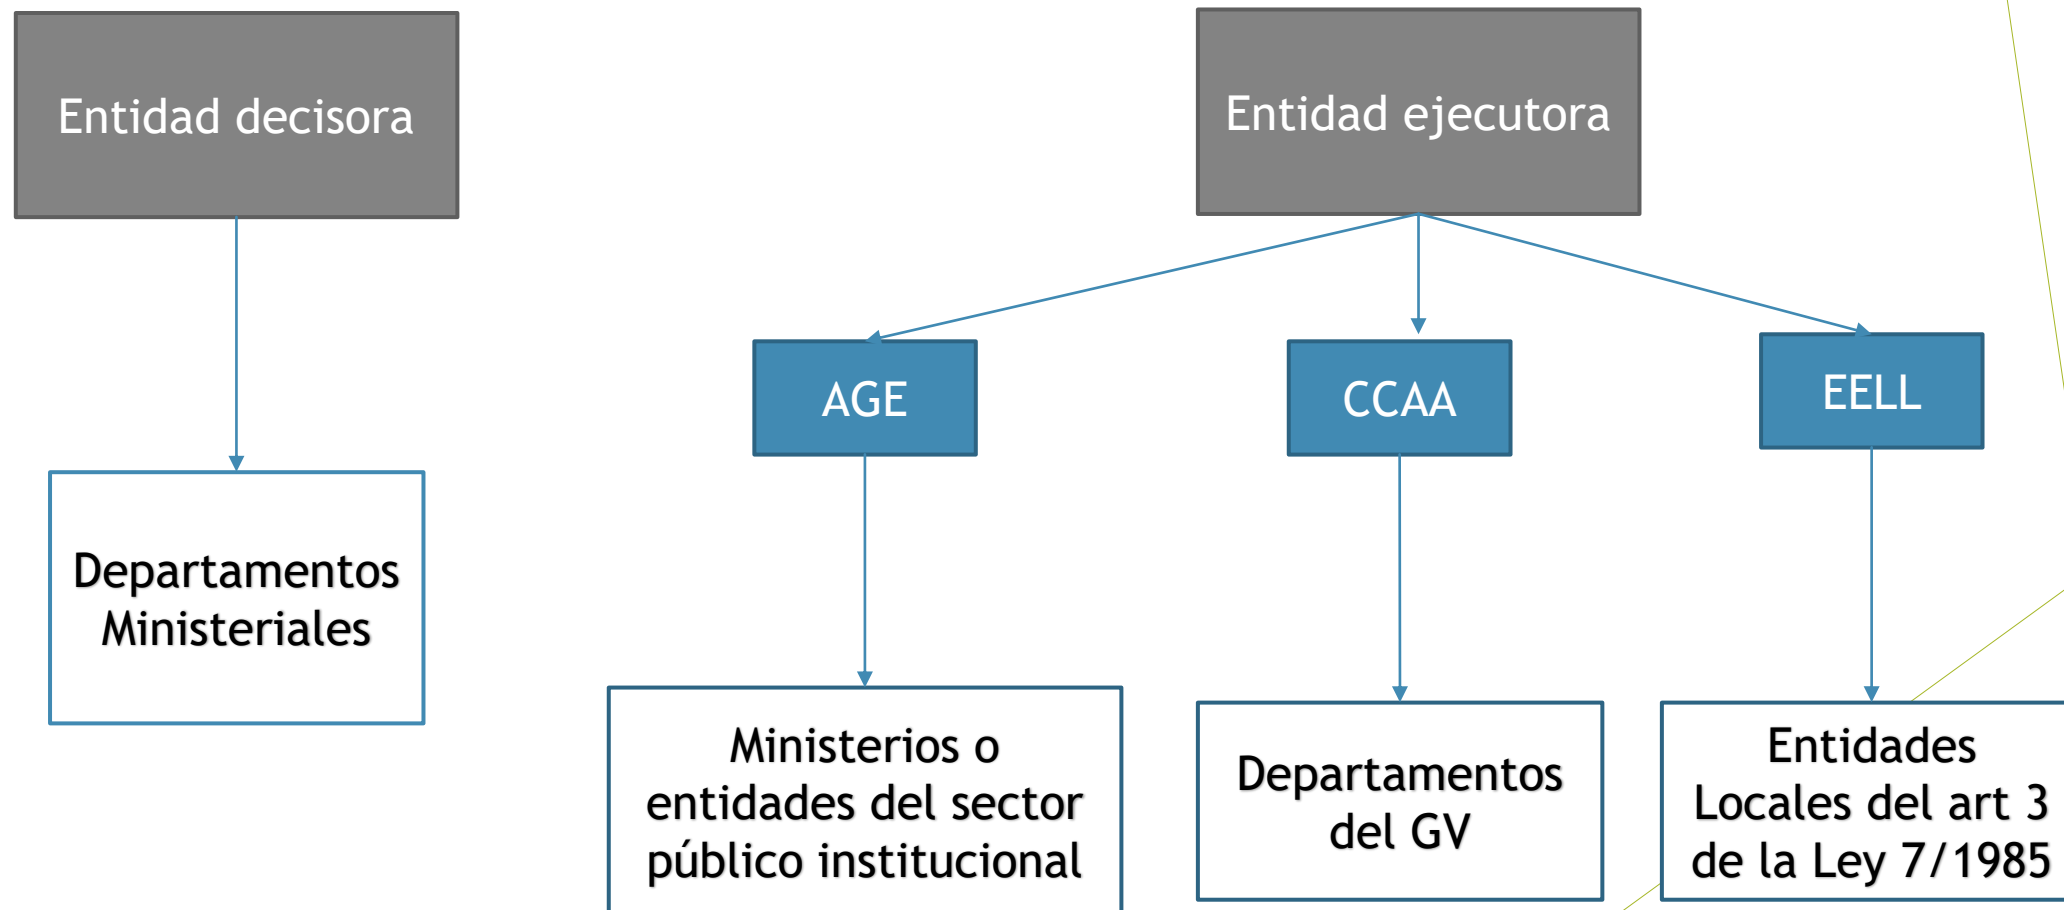 Entidad decisora
Entidad ejecutora
AGE
CCAA
EELL
Departamentos
Ministeriales
Ministerios o
entidades del sector
público institucional
Departamentos
del GV
Entidades
Locales del art 3
de la Ley 7/1985